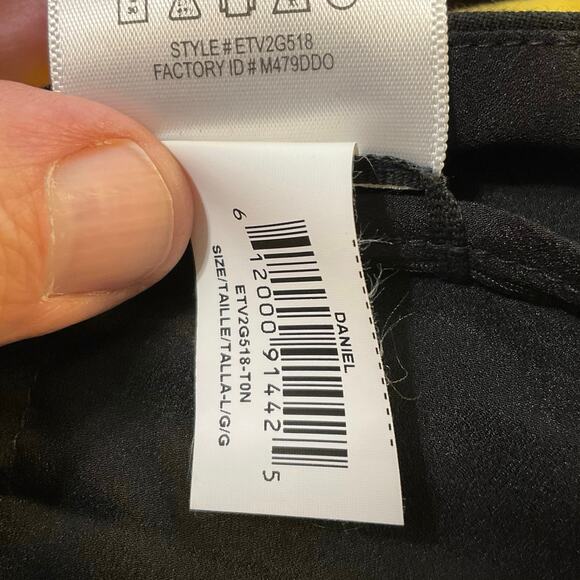 STYLE # ETV2G518
FACTORY ID # M479DDO
DANIEL
6 12000 91442 5
ETV2G518-T0N
SIZE/TAILLE/TALLA-L/G/G